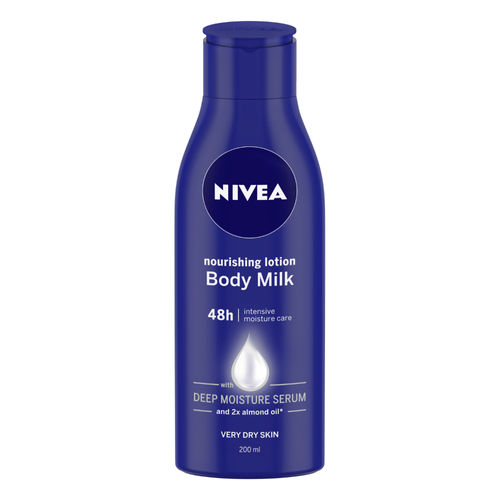 NIVEA
nourishing lotion
Body Milk
48h | intensive
moisture care
with
DEEP MOISTURE SERUM
and 2x almond oil*
VERY DRY SKIN
200 ml